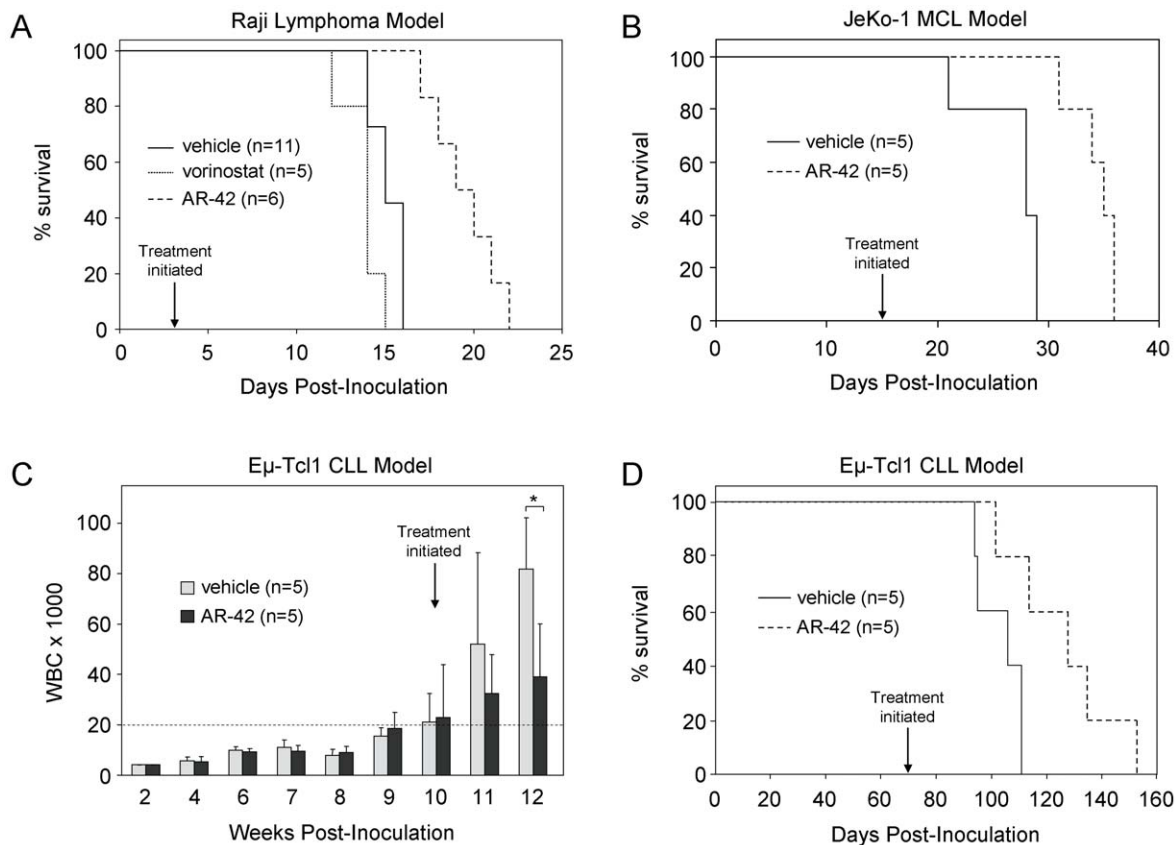 A
Raji Lymphoma Model
100
80
60
40
20
0
% survival
vehicle (n=11)
vorinostat (n=5)
AR-42 (n=6)
Treatment
initiated
0 5 10 15 20 25
Days Post-Inoculation
B
JeKo-1 MCL Model
100
80
60
40
20
0
% survival
vehicle (n=5)
AR-42 (n=5)
Treatment
initiated
0 10 20 30 40
Days Post-Inoculation
C
Eµ-Tcl1 CLL Model
100
80
60
40
20
0
WBC x 1000
vehicle (n=5)
AR-42 (n=5)
Treatment
initiated
*
2 4 6 7 8 9 10 11 12
Weeks Post-Inoculation
D
Eµ-Tcl1 CLL Model
100
80
60
40
20
0
% survival
vehicle (n=5)
AR-42 (n=5)
Treatment
initiated
0 20 40 60 80 100 120 140 160
Days Post-Inoculation